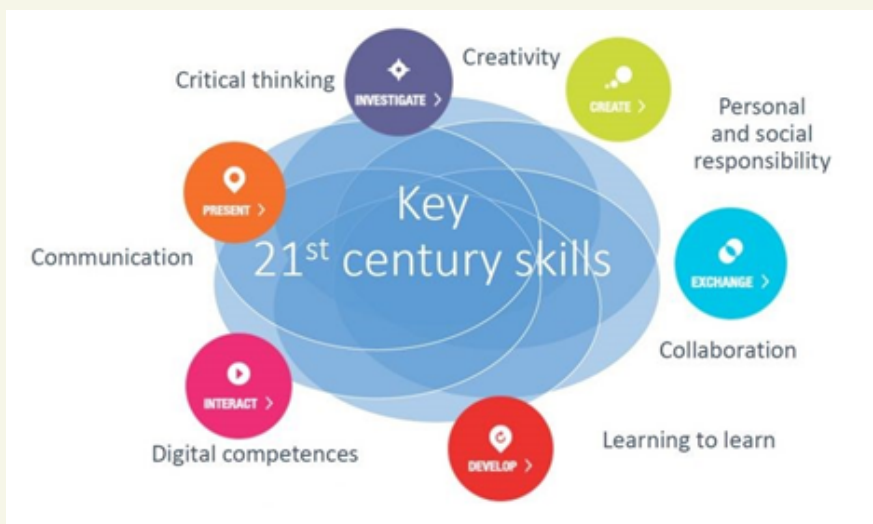 Critical thinking
INVESTIGATE >
Creativity
CREATE >
Personal
and social
responsibility
PRESENT >
Key
21st century skills
Communication
EXCHANGE >
Collaboration
INTERACT >
Digital competences
DEVELOP >
Learning to learn